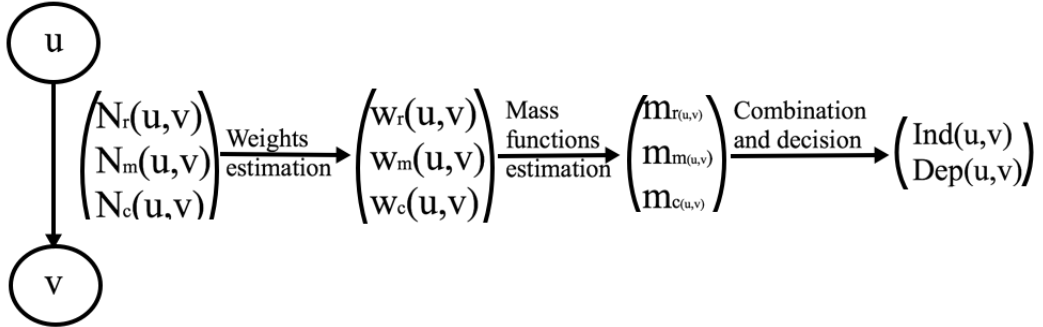 u
Nr(u,v)
Nm(u,v)
Nc(u,v)
Weights
estimation
wr(u,v)
wm(u,v)
wc(u,v)
Mass
functions
estimation
mr(u,v)
mm(u,v)
mc(u,v)
Combination
and decision
Ind(u,v)
Dep(u,v)
v